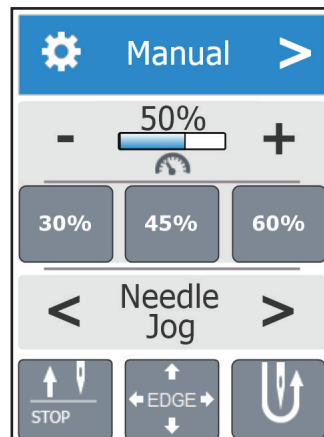 Manual >
50%
- +
30% 45% 60%
< Needle >
Jog
STOP
EDGE